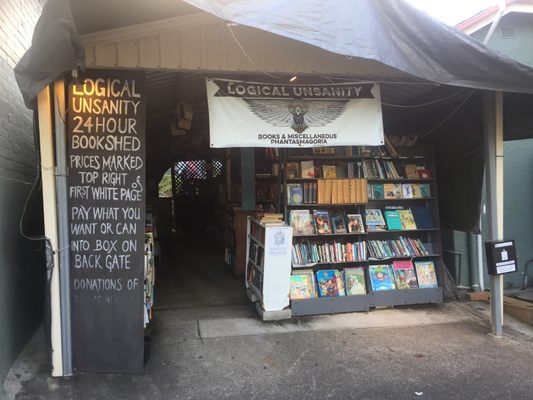 LOGICAL
UNSANITY
24 HOUR
BOOKSHED
PRICES MARKED
TOP RIGHT OF
FIRST WHITE PAGE
PAY WHAT YOU
WANT OR CAN
INTO BOX ON
BACK GATE
DONATIONS OF
LOGICAL UNSANITY
BOOKS & MISCELLANEOUS
PHANTASMAGORIA